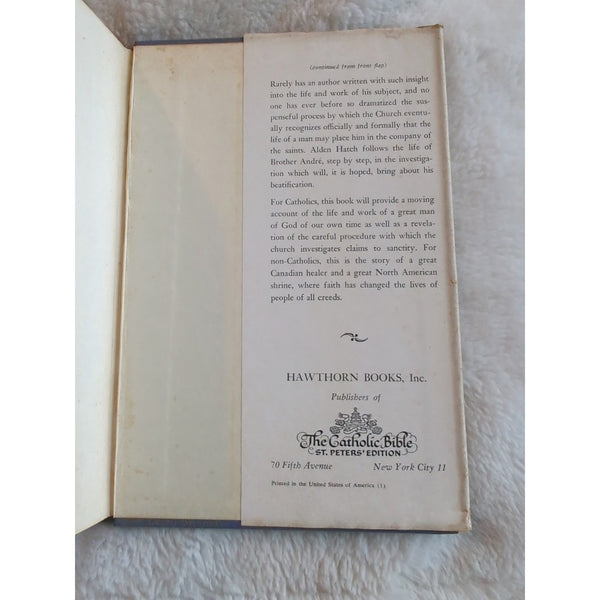 (continued from front flap)
Rarely has an author written with such insight
into the life and work of his subject, and no
one has ever before so dramatized the sus-
penseful process by which the Church eventu-
ally recognizes officially and formally that the
life of a man may place him in the company of
the saints. Alden Hatch follows the life of
Brother André, step by step, in the investiga-
tion which will, it is hoped, bring about his
beatification.
For Catholics, this book will provide a moving
account of the life and work of a great man
of God of our own time as well as a revela-
tion of the careful procedure with which the
church investigates claims to sanctity. For
non-Catholics, this is the story of a great
Canadian healer and a great North American
shrine, where faith has changed the lives of
people of all creeds.
HAWTHORN BOOKS, Inc.
Publishers of
The Catholic Bible
ST. PETERS' EDITION
70 Fifth Avenue New York City 11
Printed in the United States of America (1)